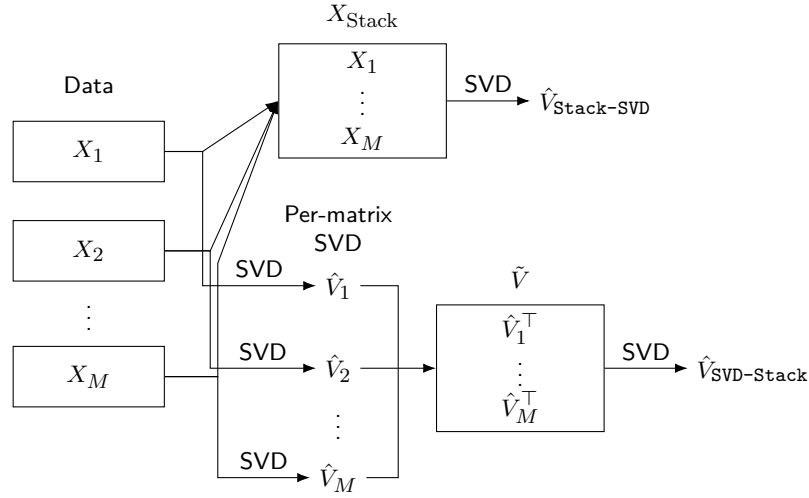 X_Stack
Data
X_1
⋮
X_M
SVD
V̂_Stack-SVD
X_1
X_2
⋮
X_M
Per-matrix
SVD
SVD
V̂_1
SVD
V̂_2
⋮
SVD
V̂_M
Ṽ
V̂_1^⊤
⋮
V̂_M^⊤
SVD
V̂_SVD-Stack